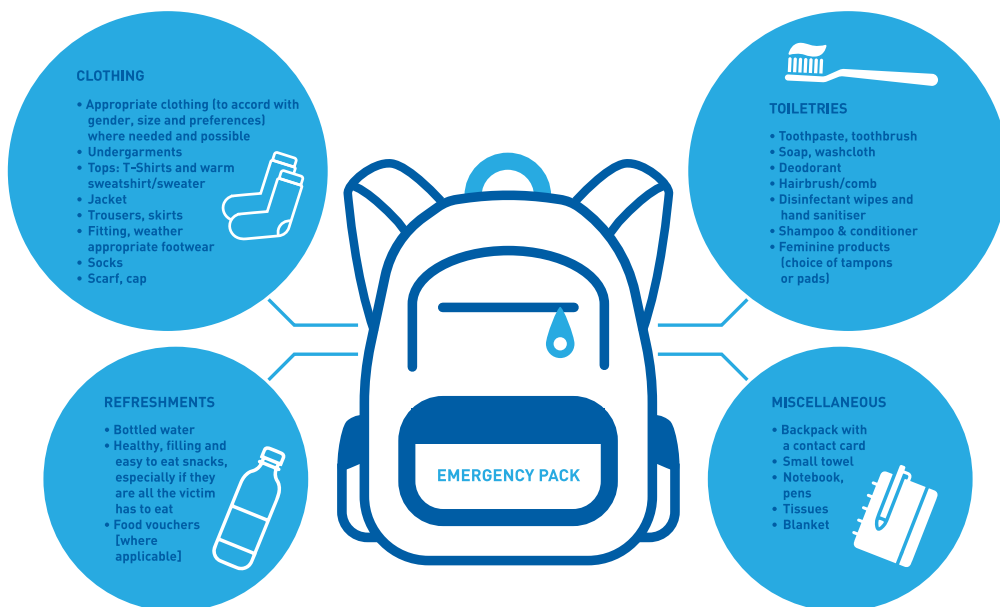 CLOTHING
• Appropriate clothing (to accord with
gender, size and preferences)
where needed and possible
• Undergarments
• Tops: T-Shirts and warm
sweatshirt/sweater
• Jacket
• Trousers, skirts
• Fitting, weather
appropriate footwear
• Socks
• Scarf, cap
TOILETRIES
• Toothpaste, toothbrush
• Soap, washcloth
• Deodorant
• Hairbrush/comb
• Disinfectant wipes and
hand sanitiser
• Shampoo & conditioner
• Feminine products
(choice of tampons
or pads)
REFRESHMENTS
• Bottled water
• Healthy, filling and
easy to eat snacks,
especially if they
are all the victim
has to eat
• Food vouchers
[where
applicable]
EMERGENCY PACK
MISCELLANEOUS
• Backpack with
a contact card
• Small towel
• Notebook,
pens
• Tissues
• Blanket